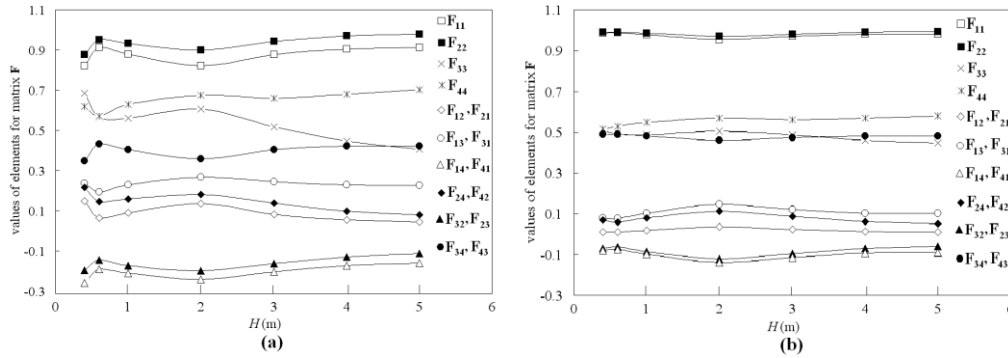 values of elements for matrix F
1.1
0.9
0.7
0.5
0.3
0.1
-0.1
-0.3
0 1 2 3 4 5 6
H(m)
(a)
F11
F22
F33
F44
F12 ,F21
F13, F31
F14, F41
F24,F42
F32,F23
F34, F43
values of elements for matrix F
1.1
0.9
0.7
0.5
0.3
0.1
-0.1
-0.3
0 1 2 3 4 5 6
H(m)
(b)
F11
F22
F33
F44
F12 ,F21
F13, F31
F14, F41
F24,F42
F32,F23
F34, F43